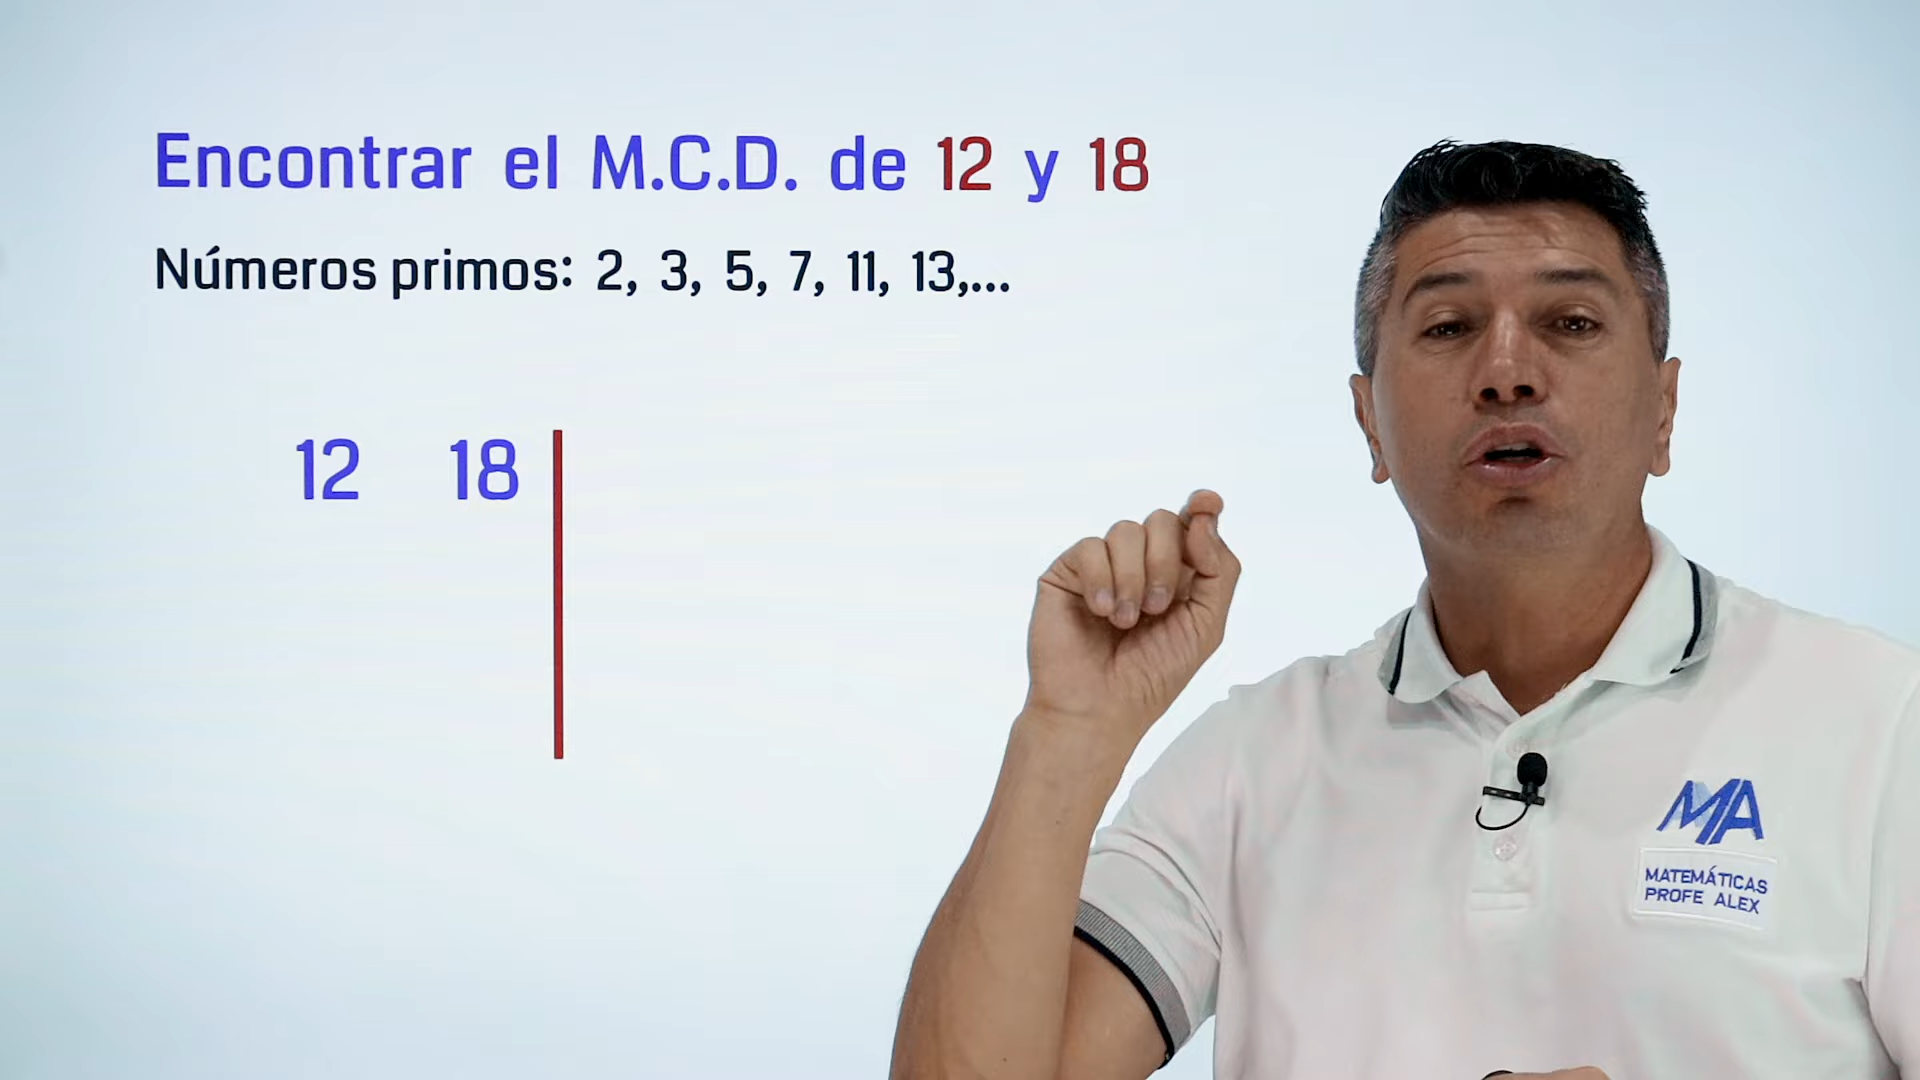 Encontrar el M.C.D. de 12 y 18
Números primos: 2, 3, 5, 7, 11, 13,...
12 18
MA
MATEMÁTICAS
PROFE ALEX